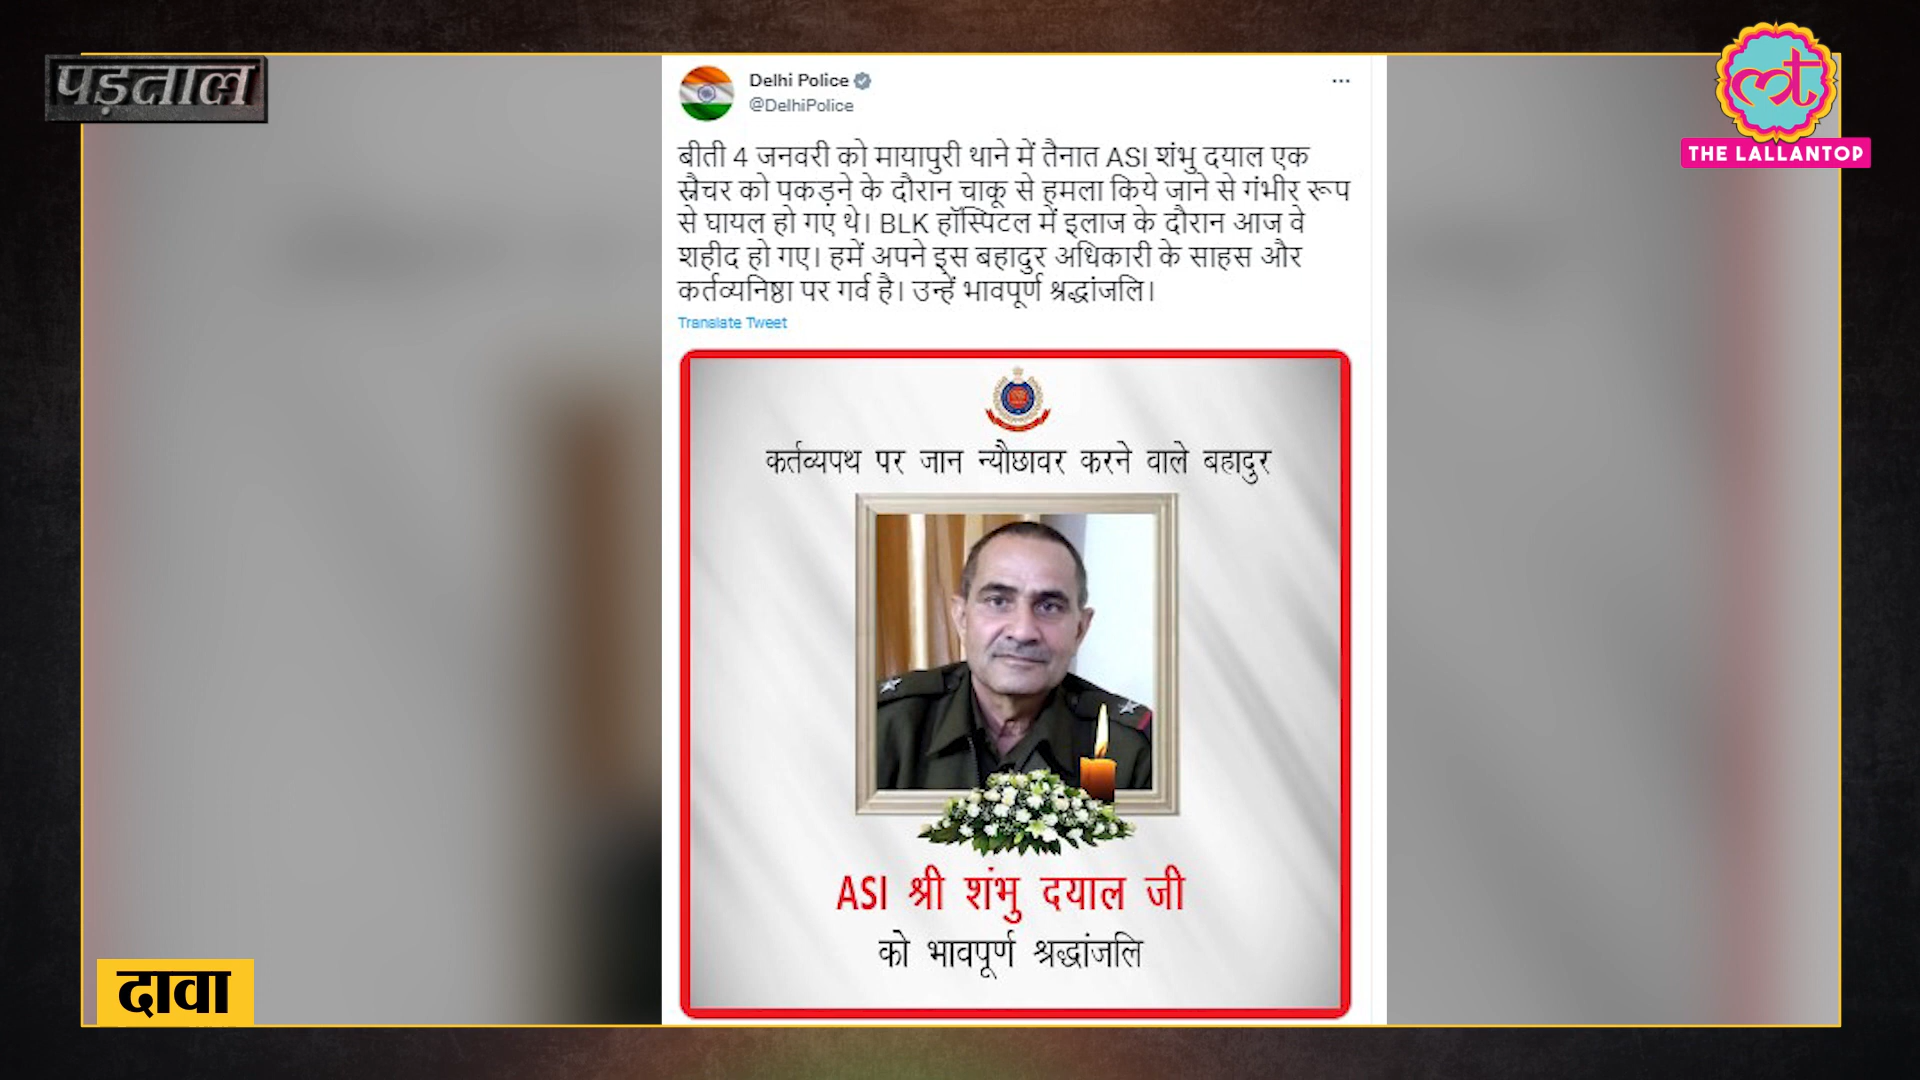 पड़ताल
THE LALLANTOP
Delhi Police
@DelhiPolice
बीती 4 जनवरी को मायापुरी थाने में तैनात ASI शंभु दयाल एक
स्नैचर को पकड़ने के दौरान चाकू से हमला किये जाने से गंभीर रूप
से घायल हो गए थे। BLK हॉस्पिटल में इलाज के दौरान आज वे
शहीद हो गए। हमें अपने इस बहादुर अधिकारी के साहस और
कर्तव्यनिष्ठा पर गर्व है। उन्हें भावपूर्ण श्रद्धांजलि।
Translate Tweet
कर्तव्यपथ पर जान न्यौछावर करने वाले बहादुर
ASI श्री शंभु दयाल जी
को भावपूर्ण श्रद्धांजलि
दावा